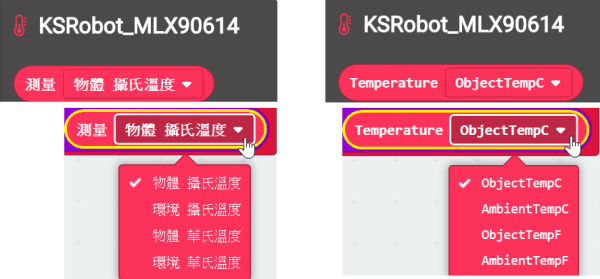 KSRobot_MLX90614
測量 物體 攝氏溫度
測量 物體 攝氏溫度
物體 攝氏溫度
環境 攝氏溫度
物體 華氏溫度
環境 華氏溫度
KSRobot_MLX90614
Temperature ObjectTempC
Temperature ObjectTempC
ObjectTempC
AmbientTempC
ObjectTempF
AmbientTempF